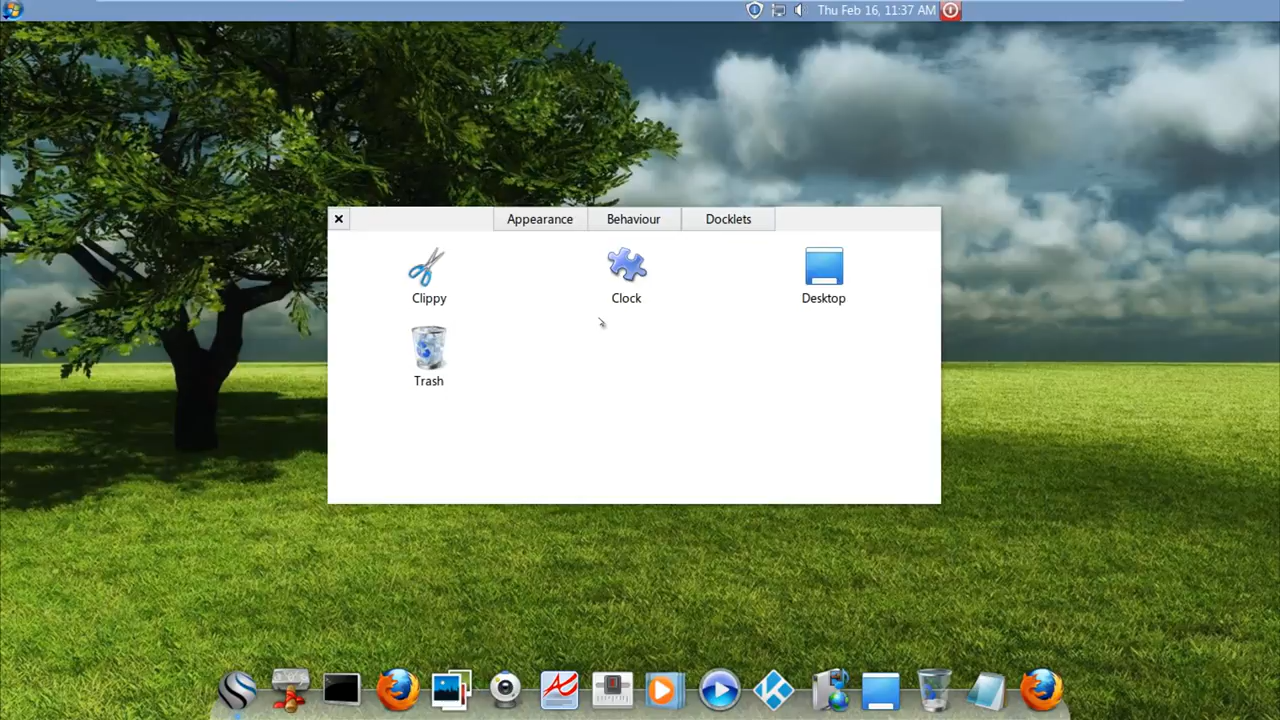 Thu Feb 16, 11:37 AM
Appearance
Behaviour
Docklets
Clippy
Clock
Desktop
Trash